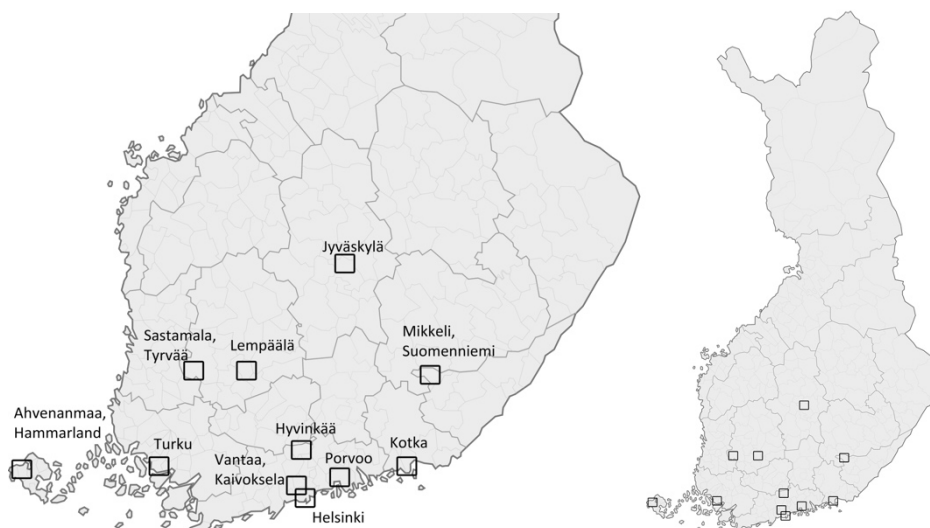 Jyväskylä
Sastamala,
Tyrvää
Lempäälä
Mikkeli,
Suomenniemi
Ahvenanmaa,
Hammarland
Turku
Hyvinkää
Vantaa,
Kaivoksela
Porvoo
Kotka
Helsinki